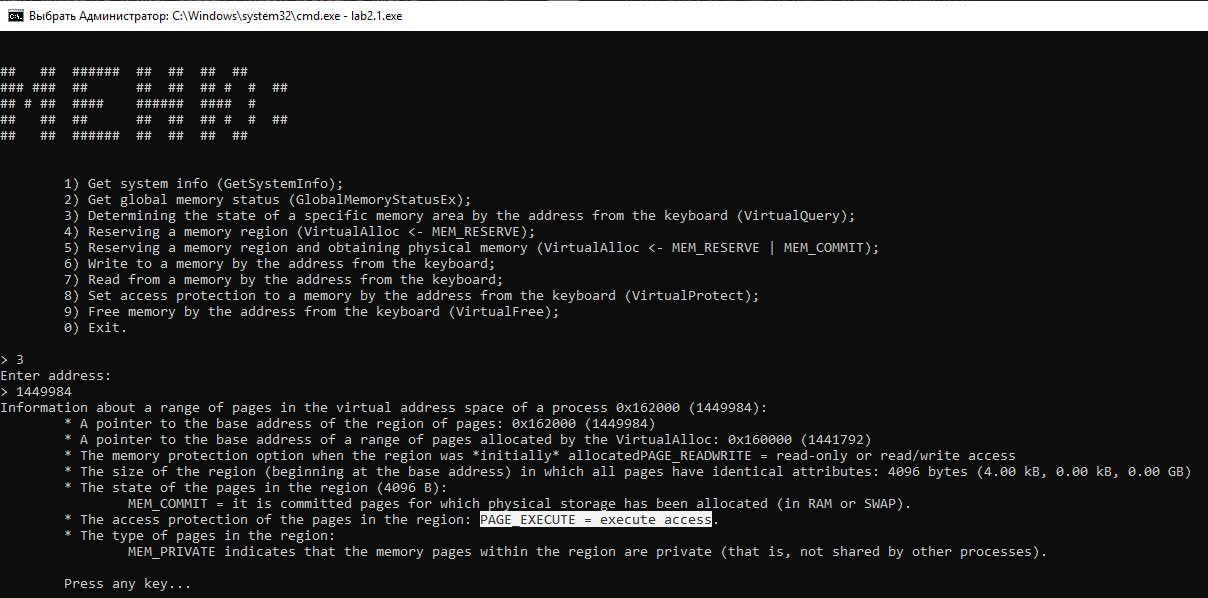 Выбрать Администратор: C:\Windows\system32\cmd.exe - lab2.1.exe
##   ##  ######  ##  ##  ##  ##
### ###  ##      ##  ##  ## #  #  ##
## # ##  ####    ######  ####  #
##   ##  ##      ##  ##  ## #  #  ##
##   ##  ######  ##  ##  ##  ##
1) Get system info (GetSystemInfo);
2) Get global memory status (GlobalMemoryStatusEx);
3) Determining the state of a specific memory area by the address from the keyboard (VirtualQuery);
4) Reserving a memory region (VirtualAlloc <- MEM_RESERVE);
5) Reserving a memory region and obtaining physical memory (VirtualAlloc <- MEM_RESERVE | MEM_COMMIT);
6) Write to a memory by the address from the keyboard;
7) Read from a memory by the address from the keyboard;
8) Set access protection to a memory by the address from the keyboard (VirtualProtect);
9) Free memory by the address from the keyboard (VirtualFree);
0) Exit.
> 3
Enter address:
> 1449984
Information about a range of pages in the virtual address space of a process 0x162000 (1449984):
* A pointer to the base address of the region of pages: 0x162000 (1449984)
* A pointer to the base address of a range of pages allocated by the VirtualAlloc: 0x160000 (1441792)
* The memory protection option when the region was *initially* allocatedPAGE_READWRITE = read-only or read/write access
* The size of the region (beginning at the base address) in which all pages have identical attributes: 4096 bytes (4.00 kB, 0.00 kB, 0.00 GB)
* The state of the pages in the region (4096 B):
MEM_COMMIT = it is committed pages for which physical storage has been allocated (in RAM or SWAP).
* The access protection of the pages in the region: PAGE_EXECUTE = execute access.
* The type of pages in the region:
MEM_PRIVATE indicates that the memory pages within the region are private (that is, not shared by other processes).
Press any key...